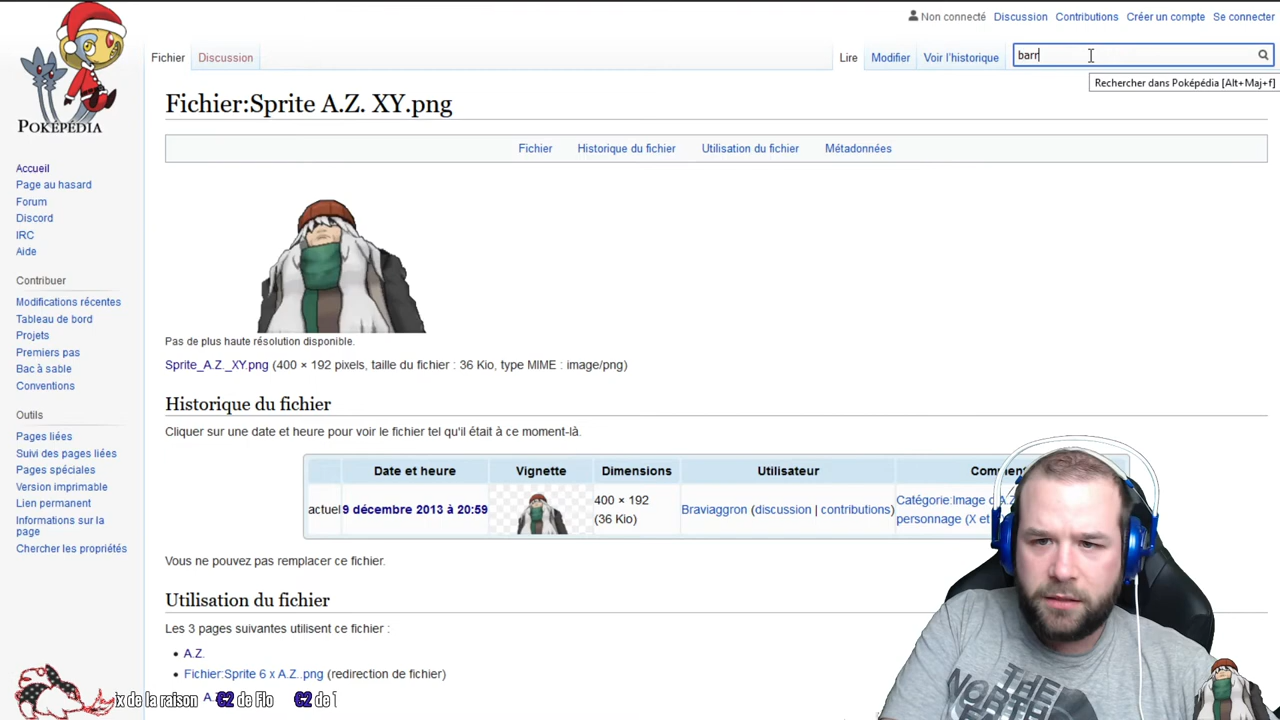 Non connecté Discussion Contributions Créer un compte Se connecter
Fichier Discussion Lire Modifier Voir l'historique barr
Rechercher dans Poképédia [Alt+Maj+f]
POKÉPÉDIA
Fichier:Sprite A.Z. XY.png
Fichier Historique du fichier Utilisation du fichier Métadonnées
Accueil
Page au hasard
Forum
Discord
IRC
Aide
Contribuer
Modifications récentes
Tableau de bord
Projets
Premiers pas
Bac à sable
Conventions
Outils
Pages liées
Suivi des pages liées
Pages spéciales
Version imprimable
Lien permanent
Informations sur la
page
Chercher les propriétés
Pas de plus haute résolution disponible.
Sprite_A.Z._XY.png (400 × 192 pixels, taille du fichier : 36 Kio, type MIME : image/png)
Historique du fichier
Cliquer sur une date et heure pour voir le fichier tel qu'il était à ce moment-là.
Date et heure Vignette Dimensions Utilisateur
actuel 9 décembre 2013 à 20:59 400 × 192
(36 Kio) Braviaggron (discussion | contributions) Catégorie:Image
personnage (X et
Vous ne pouvez pas remplacer ce fichier.
Utilisation du fichier
Les 3 pages suivantes utilisent ce fichier :
A.Z.
Fichier:Sprite 6 x A.Z..png (redirection de fichier)
x de la raison C2 de Flo C2 de
THE
NORTH